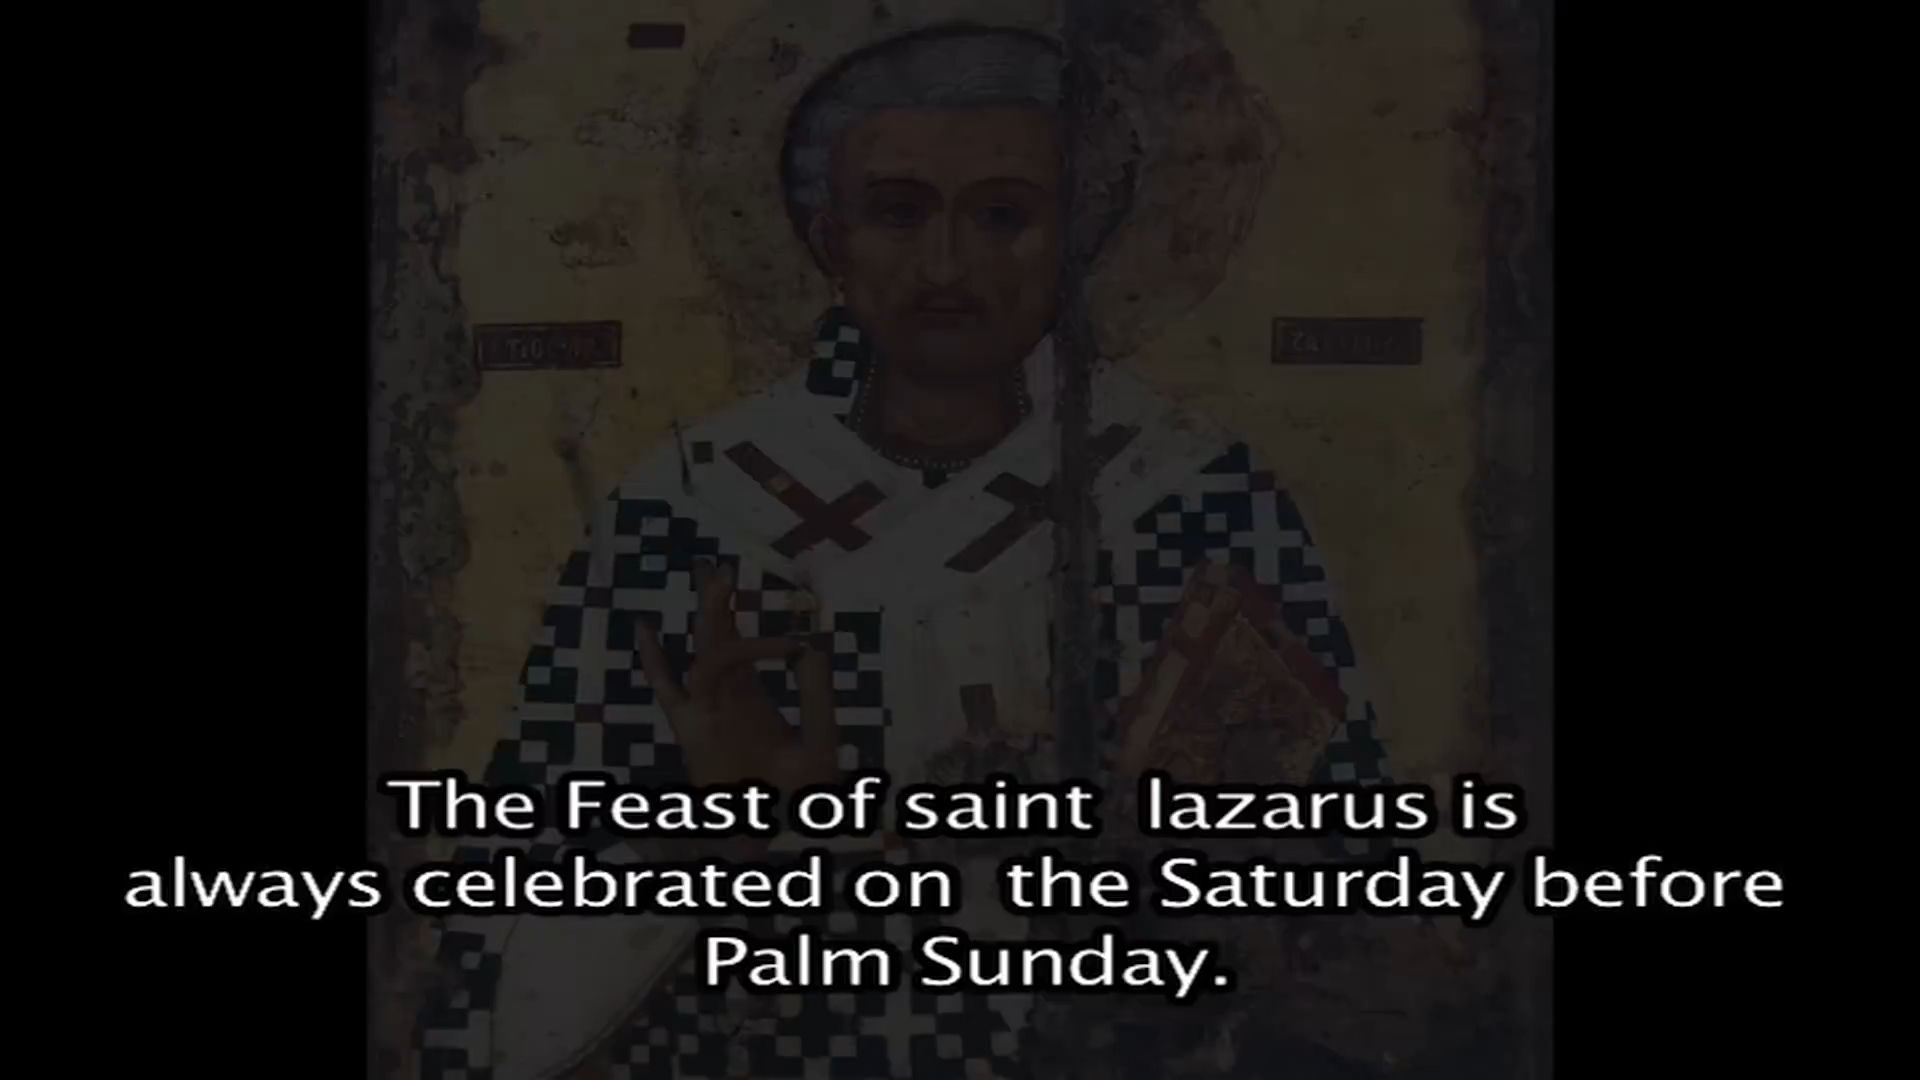 The Feast of saint  lazarus is
always celebrated on  the Saturday before
Palm Sunday.